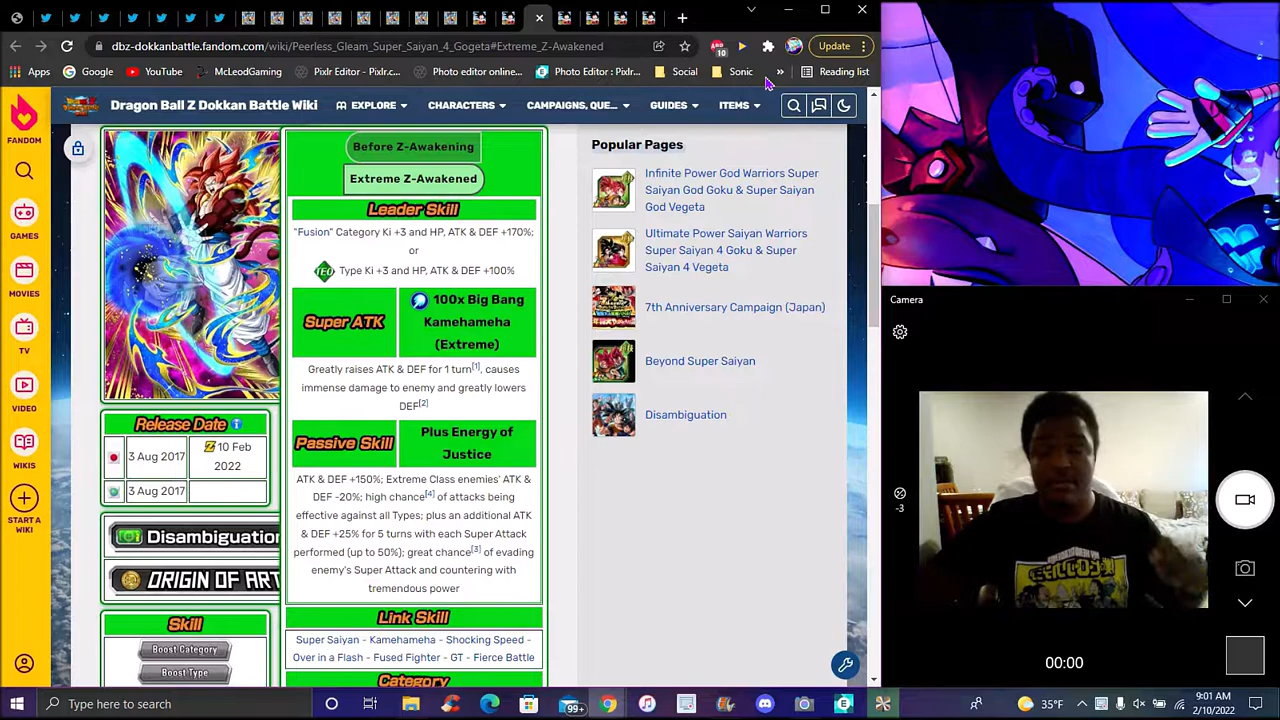 Update
dbz-dokkanbattle.fandom.com/wiki/Peerless_Gleam_Super_Saiyan_4_Gogeta#Extreme_Z-Awakened
10
Apps
Google
YouTube
McLeodGaming
Pixlr Editor - Pixlr.c...
Photo editor online...
Photo Editor : Pixlr...
Social
Sonic
»
Reading list
FANDOM
Dragon Ball Z Dokkan Battle Wiki
EXPLORE
CHARACTERS
CAMPAIGNS, QUE...
GUIDES
ITEMS
GAMES
MOVIES
TV
VIDEO
WIKIS
START A
WIKI
Before Z-Awakening
Extreme Z-Awakened
Leader Skill
"Fusion" Category Ki +3 and HP, ATK & DEF +170%;
or
TEQ Type Ki +3 and HP, ATK & DEF +100%
Super ATK
100x Big Bang
Kamehameha
(Extreme)
Greatly raises ATK & DEF for 1 turn[1], causes
immense damage to enemy and greatly lowers
DEF[2]
Passive Skill
Plus Energy of
Justice
ATK & DEF +150%; Extreme Class enemies' ATK &
DEF -20%; high chance[4] of attacks being
effective against all Types; plus an additional ATK
& DEF +25% for 5 turns with each Super Attack
performed (up to 50%); great chance[3] of evading
enemy's Super Attack and countering with
tremendous power
Link Skill
Super Saiyan - Kamehameha - Shocking Speed -
Over in a Flash - Fused Fighter - GT - Fierce Battle
Category
Release Date
3 Aug 2017
Z 10 Feb
2022
3 Aug 2017
Disambiguation
ORIGIN OF ART
Skill
Boost Category
Boost Type
Popular Pages
Infinite Power God Warriors Super
Saiyan God Goku & Super Saiyan
God Vegeta
Ultimate Power Saiyan Warriors
Super Saiyan 4 Goku & Super
Saiyan 4 Vegeta
7th Anniversary Campaign (Japan)
Beyond Super Saiyan
Disambiguation
Camera
-3
00:00
Type here to search
99+
35°F
9:01 AM
2/10/2022